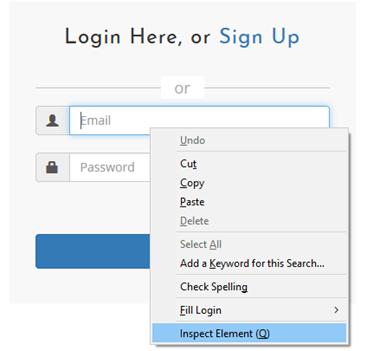 Login Here, or Sign Up
or
Email
Password
Undo
Cut
Copy
Paste
Delete
Select All
Add a Keyword for this Search...
Check Spelling
Fill Login
Inspect Element (Q)